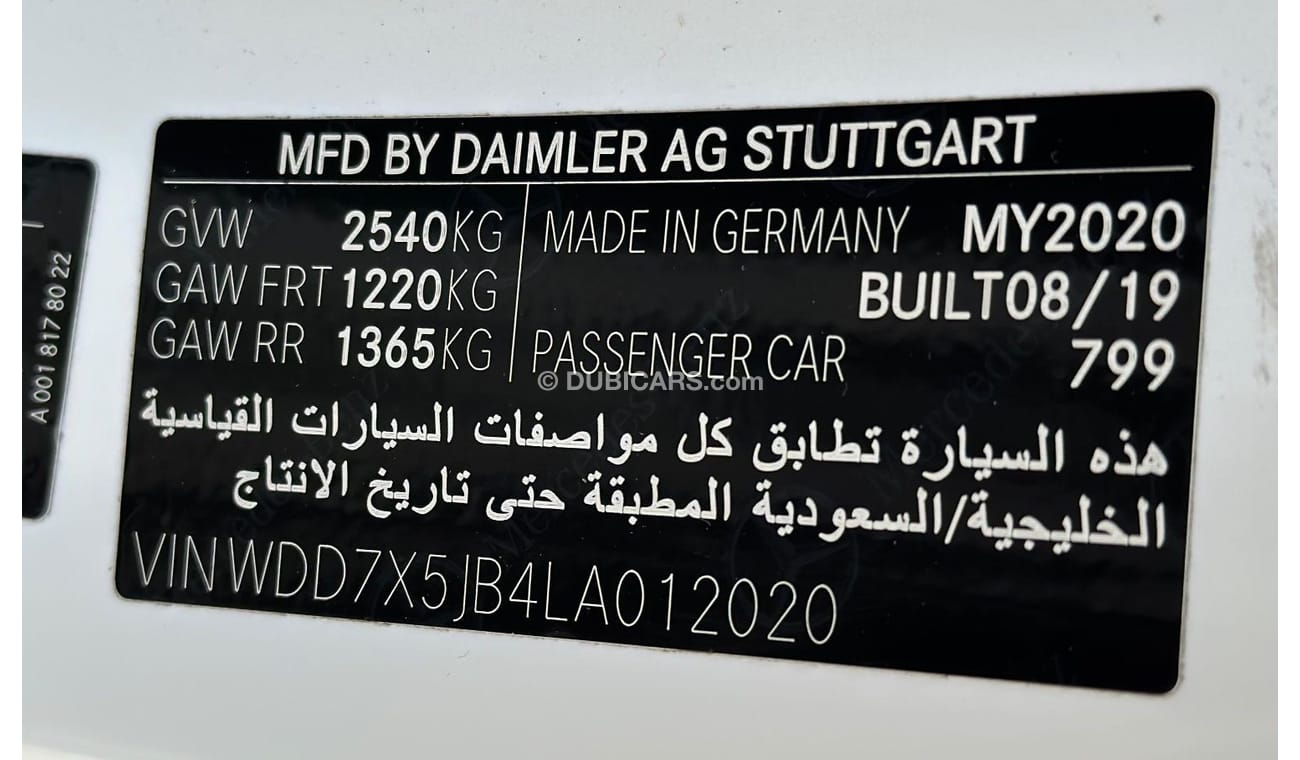 MFD BY DAIMLER AG STUTTGART
GVW 2540KG MADE IN GERMANY MY2020
GAW FRT 1220KG BUILT08/19
GAW RR 1365KG PASSENGER CAR 799
© DUBICARS.com
هذه السيارة تطابق كل مواصفات السيارات القياسية
الخليجية/السعودية المطبقة حتى تاريخ الانتاج
VIN WDD7X5JB4LA012020
A 001 817 80 22